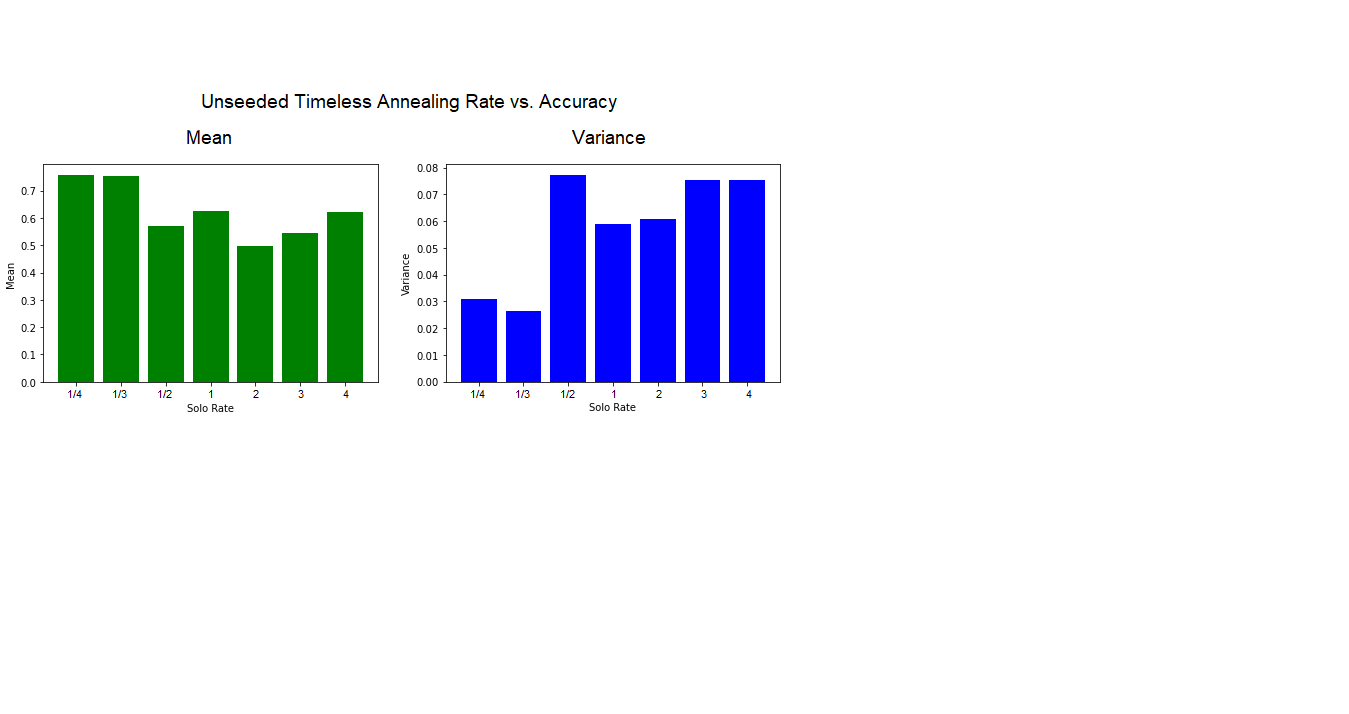 Unseeded Timeless Annealing Rate vs. Accuracy
Mean
0.7
0.6
0.5
0.4
0.3
0.2
0.1
0.0
Mean
1/4 1/3 1/2 1 2 3 4
Solo Rate
Variance
0.08
0.07
0.06
0.05
0.04
0.03
0.02
0.01
0.00
Variance
1/4 1/3 1/2 1 2 3 4
Solo Rate